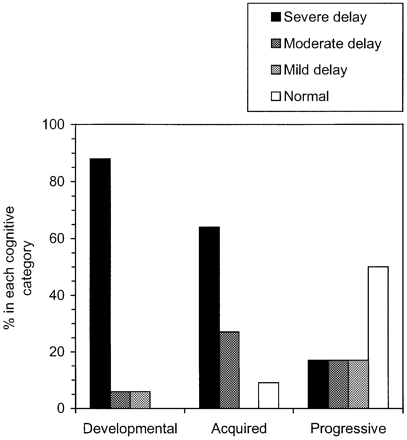 Severe delay
Moderate delay
Mild delay
Normal
100
80
60
40
20
0
% in each cognitive
category
Developmental Acquired Progressive